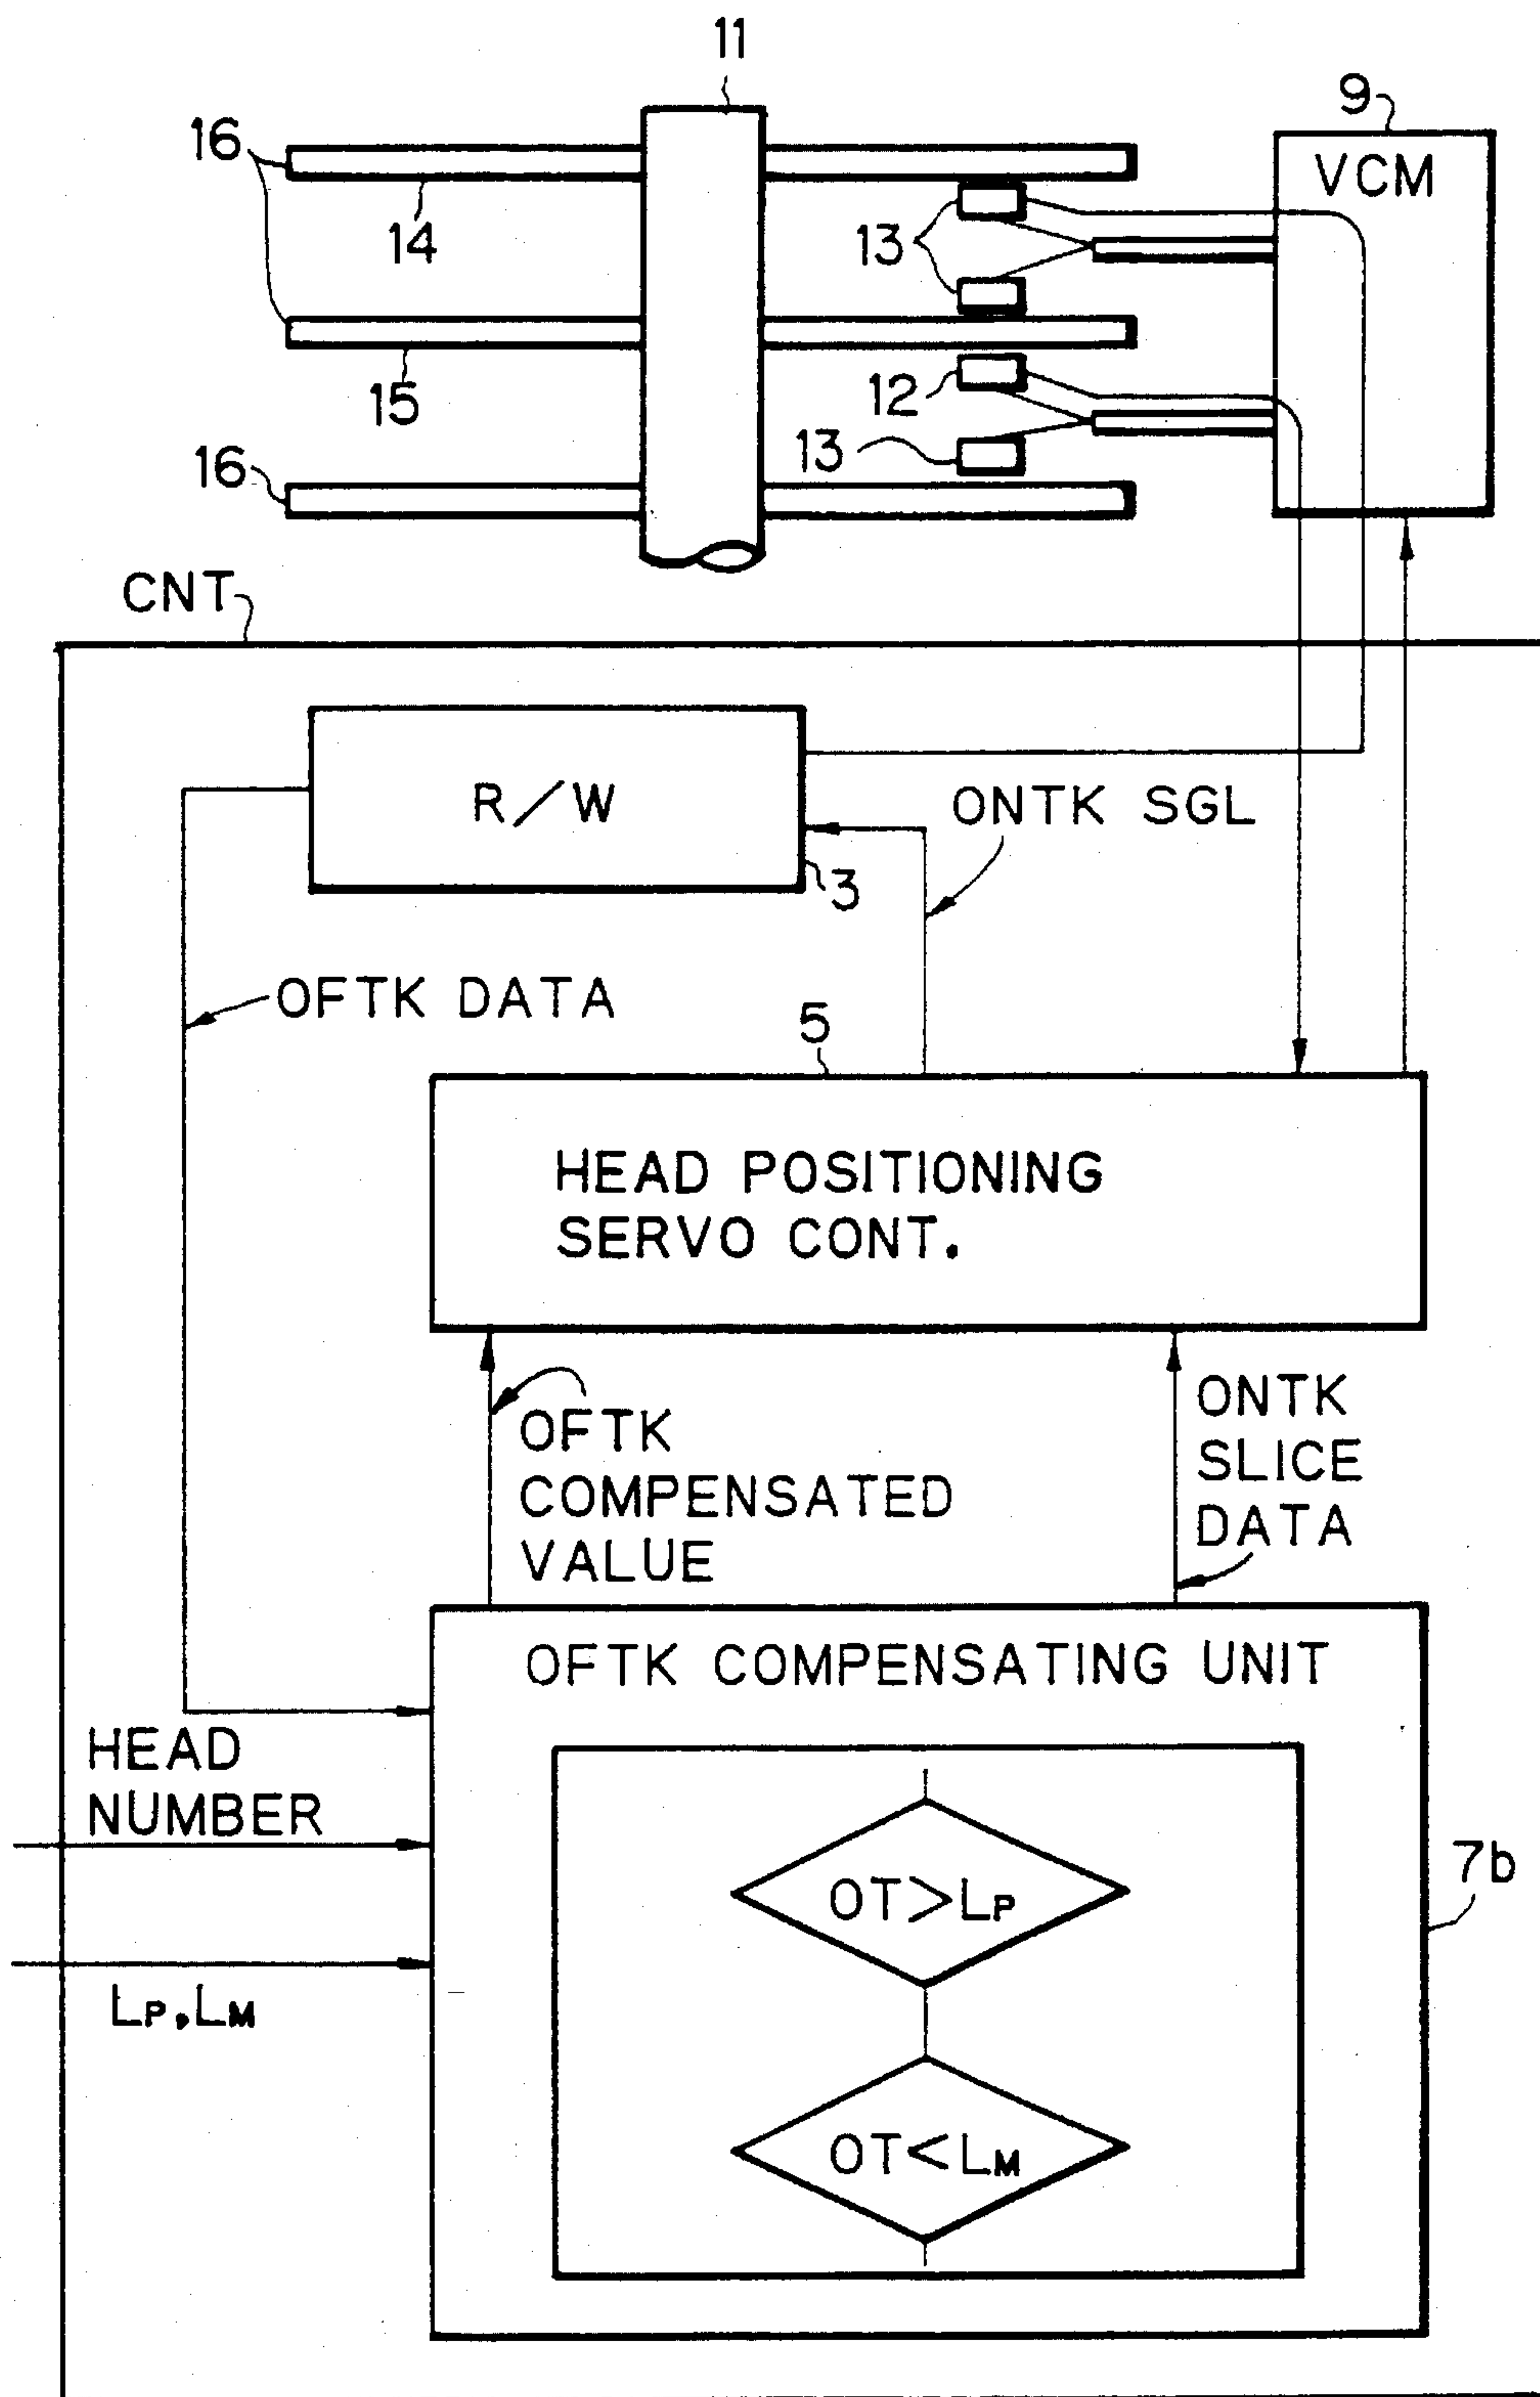 11
9
VCM
16
14
13
15
12
13
16
CNT
R/W
ONTK SGL
3
OFTK DATA
5
HEAD POSITIONING
SERVO CONT.
OFTK
COMPENSATED
VALUE
ONTK
SLICE
DATA
OFTK COMPENSATING UNIT
HEAD
NUMBER
OT>LP
7b
LP,LM
OT<LM